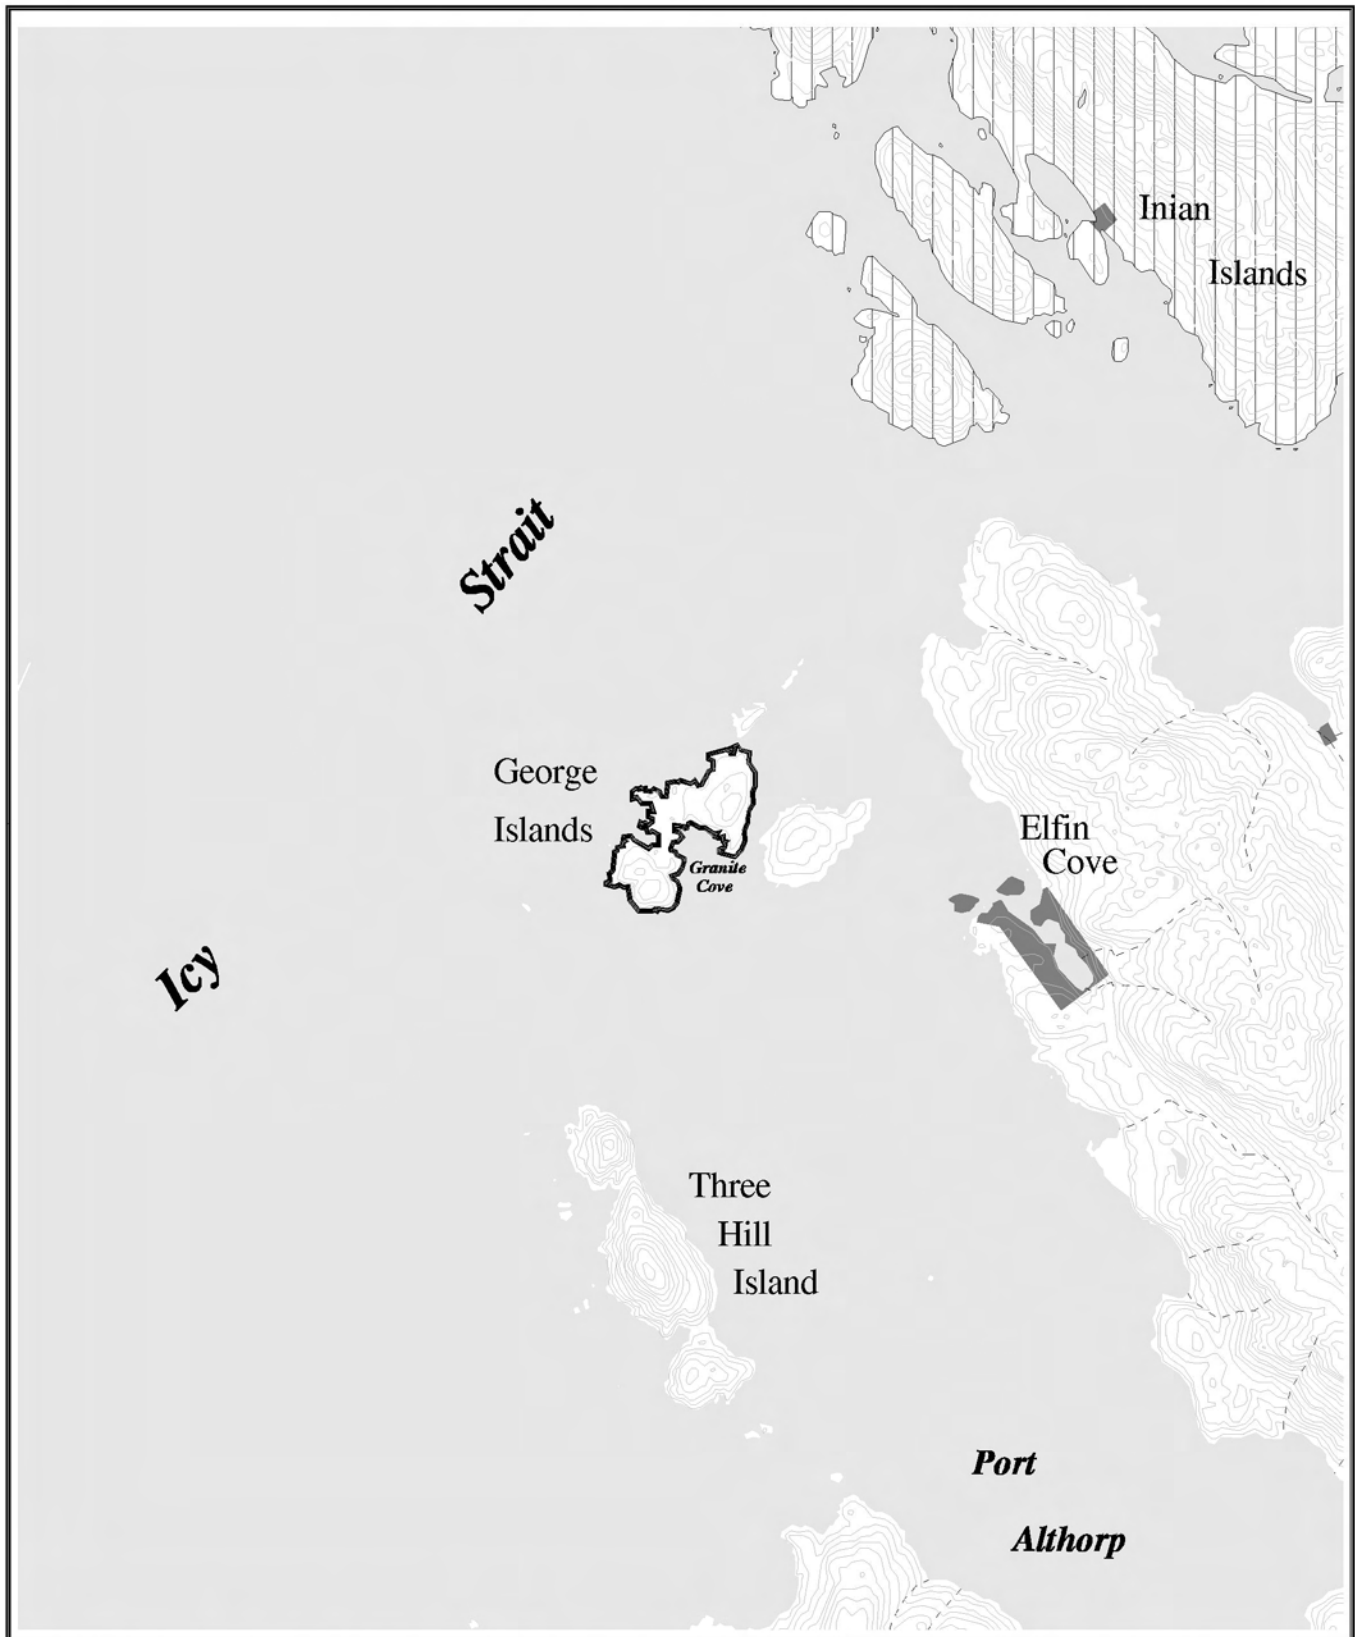 Inian
Islands
Strait
George
Islands
Granite
Cove
Elfin
Cove
Icy
Three
Hill
Island
Port
Althorp